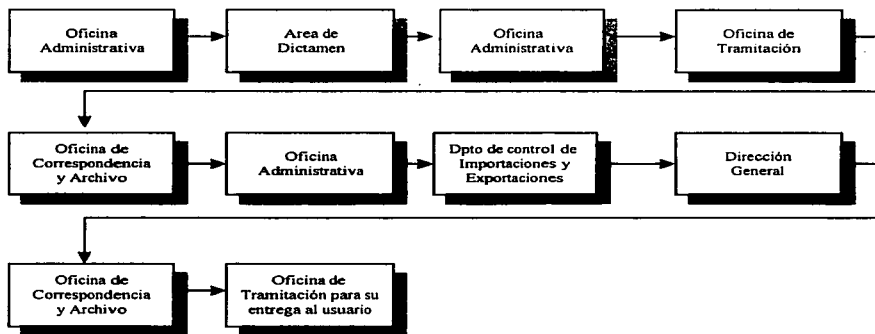 Oficina
Administrativa
Area de
Dictamen
Oficina
Administrativa
Oficina de
Tramitación
Oficina de
Correspondencia
y Archivo
Oficina
Administrativa
Dpto de control de
Importaciones y
Exportaciones
Dirección
General
Oficina de
Correspondencia
y Archivo
Oficina de
Tramitación para su
entrega al usuario